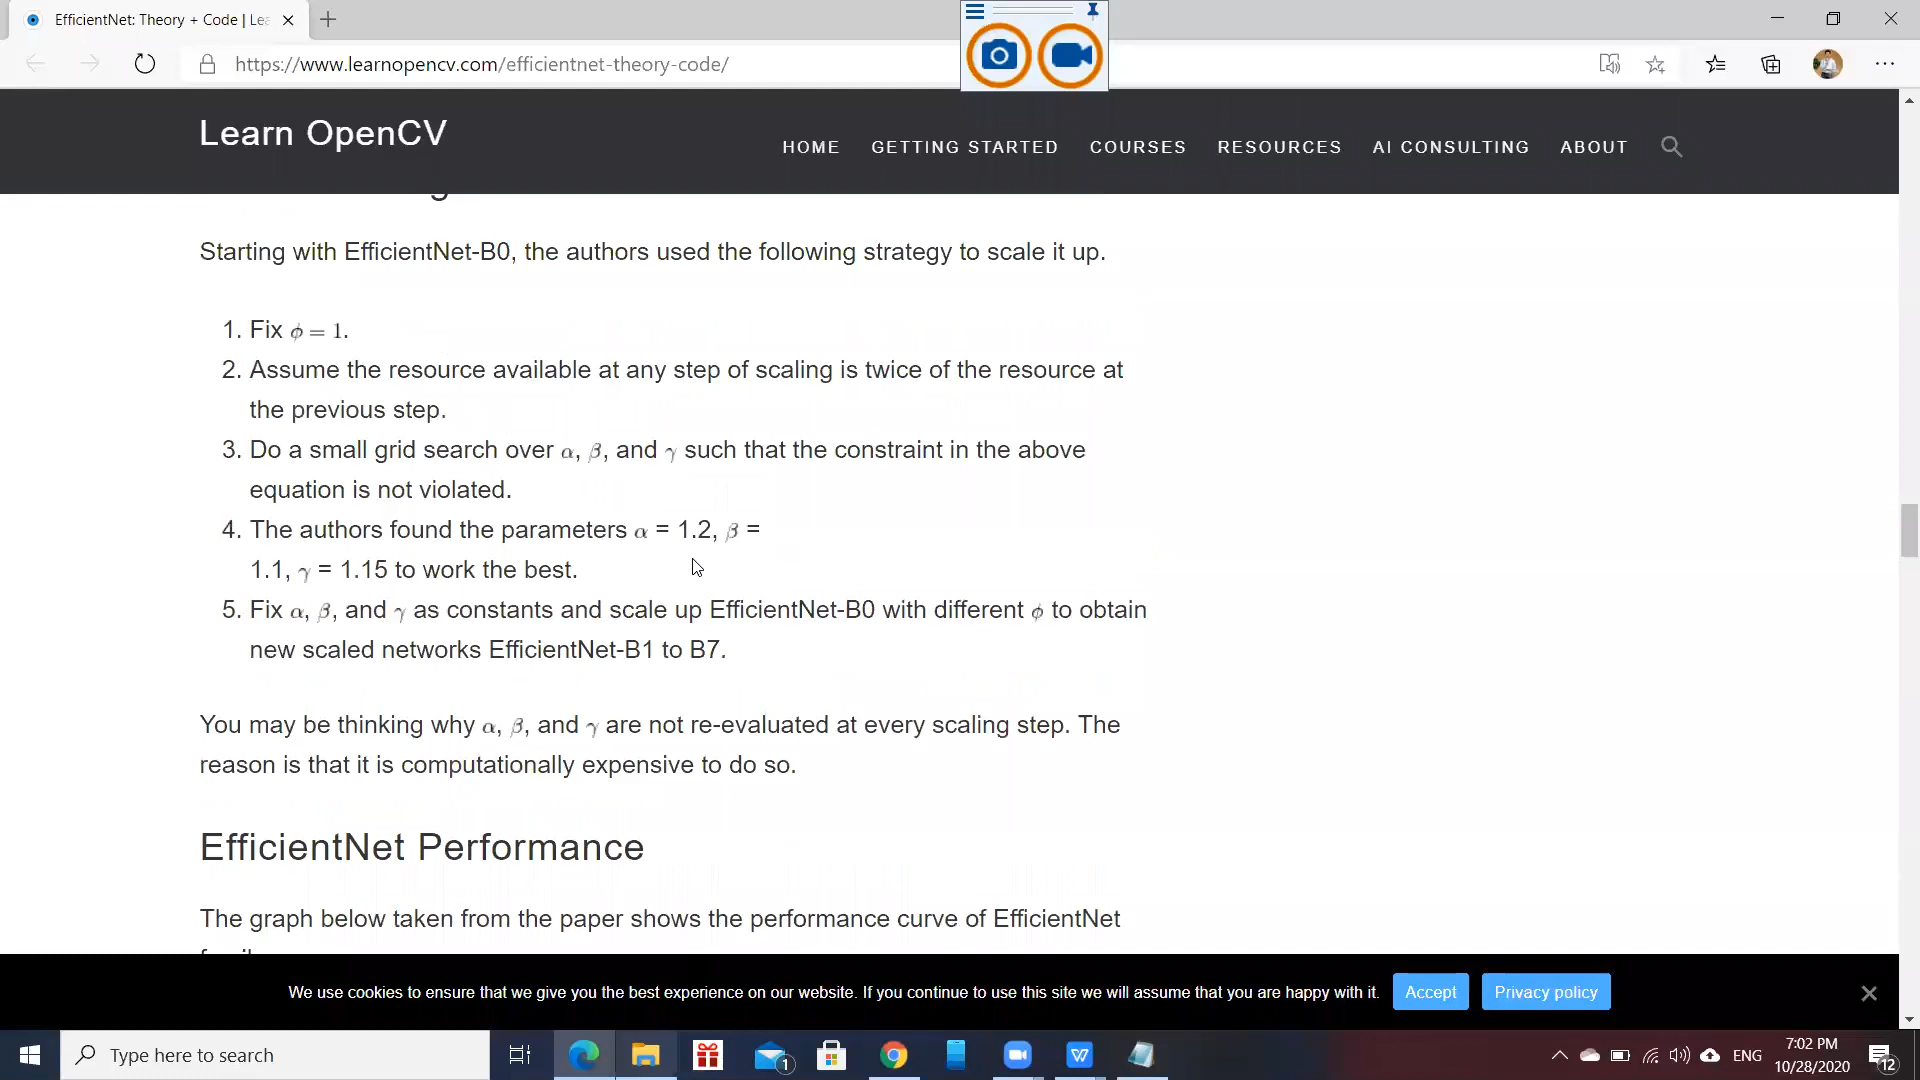 EfficientNet: Theory + Code | Lea
https://www.learnopencv.com/efficientnet-theory-code/
Learn OpenCV
HOME GETTING STARTED COURSES RESOURCES AI CONSULTING ABOUT
Starting with EfficientNet-B0, the authors used the following strategy to scale it up.
1. Fix ϕ = 1.
2. Assume the resource available at any step of scaling is twice of the resource at
the previous step.
3. Do a small grid search over α, β, and γ such that the constraint in the above
equation is not violated.
4. The authors found the parameters α = 1.2, β =
1.1, γ = 1.15 to work the best.
5. Fix α, β, and γ as constants and scale up EfficientNet-B0 with different ϕ to obtain
new scaled networks EfficientNet-B1 to B7.
You may be thinking why α, β, and γ are not re-evaluated at every scaling step. The
reason is that it is computationally expensive to do so.
EfficientNet Performance
The graph below taken from the paper shows the performance curve of EfficientNet
We use cookies to ensure that we give you the best experience on our website. If you continue to use this site we will assume that you are happy with it. Accept Privacy policy
Type here to search
1
ENG
7:02 PM
10/28/2020
12